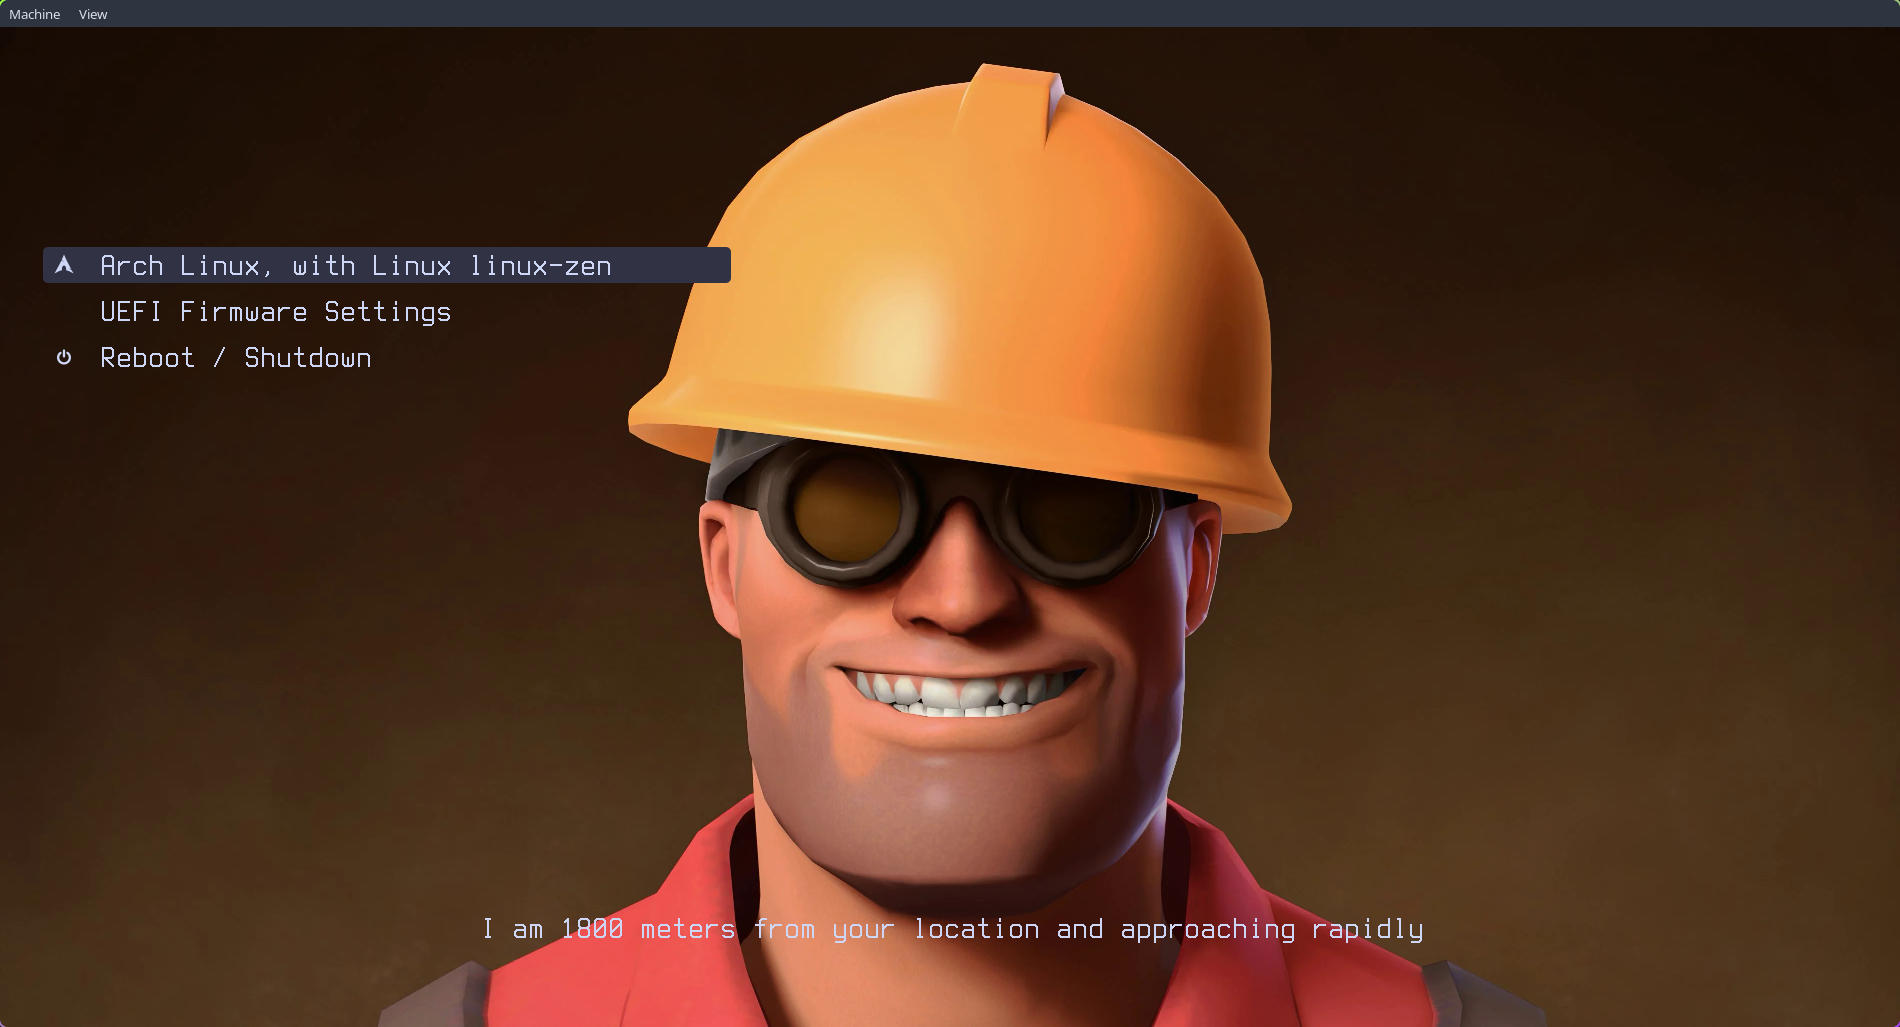 Machine View
Arch Linux, with Linux linux-zen
UEFI Firmware Settings
Reboot / Shutdown
I am 1800 meters from your location and approaching rapidly